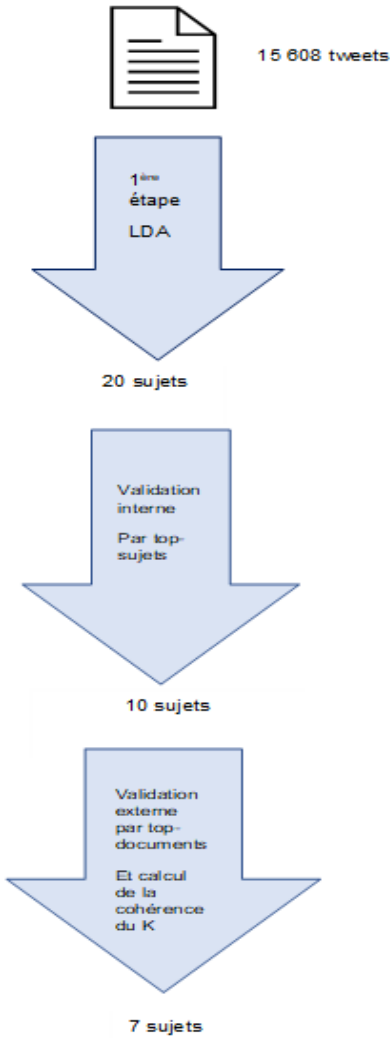 15 608 tweets
1ère
étape
LDA
20 sujets
Validation
interne
Par top-
sujets
10 sujets
Validation
externe
par top-
documents
Et calcul
de la
cohérence
du K
7 sujets